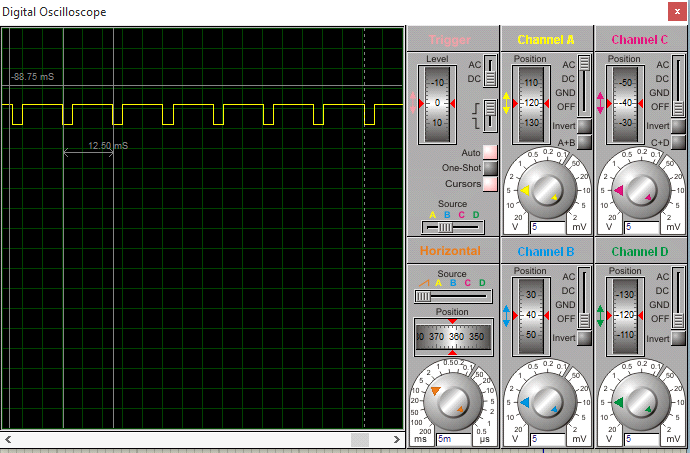 Digital Oscilloscope
x
-88.75 mS
12.50 mS
Trigger
Level
-10
0
10
AC
DC
Auto
One-Shot
Cursors
Source
A B C D
Channel A
Position
-110
120
-130
AC
DC
GND
OFF
Invert
A+B
20 10 5 2 1 0.5 0.2 0.1 50 20 10 5 2
V 5 mV
Channel C
Position
-50
-40
-30
AC
DC
GND
OFF
Invert
C+D
20 10 5 2 1 0.5 0.2 0.1 50 20 10 5 2
V 5 mV
Horizontal
Source
A B C D
Position
370 360 350
200 100 50 20 10 5 2 1 0.5 0.2 0.1 50 20 10 5 2 1 0.5
ms 5m µs
Channel B
Position
30
40
50
AC
DC
GND
OFF
Invert
20 10 5 2 1 0.5 0.2 0.1 50 20 10 5 2
V 5 mV
Channel D
Position
-130
-120
-110
AC
DC
GND
OFF
Invert
20 10 5 2 1 0.5 0.2 0.1 50 20 10 5 2
V 5 mV